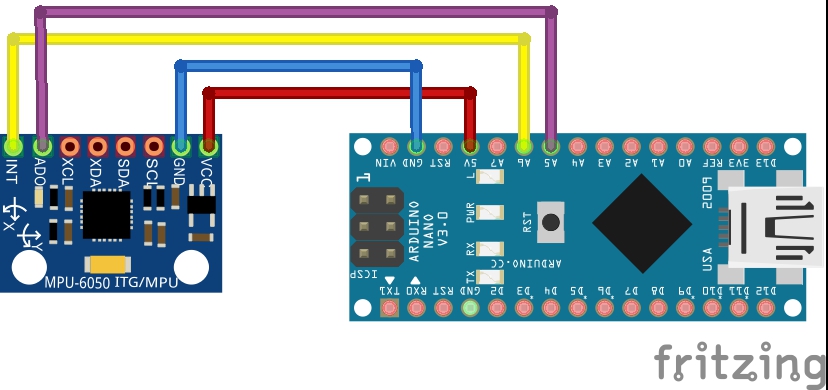 INT ADO XCL XDA SDA SCL GND VCC
X
Y
MPU-6050 ITG/MPU
VIN GND RST 5V A7 A6 A5 A4 A3 A2 A1 A0 REF 3V3 D13
L
PWR
RX
TX
1
ICSP
ARDUINO
NANO
V3.0
RST
ARDUINO.CC
2009
USA
TX1 RX0 RST GND D2 D3 D4 D5 D6 D7 D8 D9 D10 D11 D12
fritzing